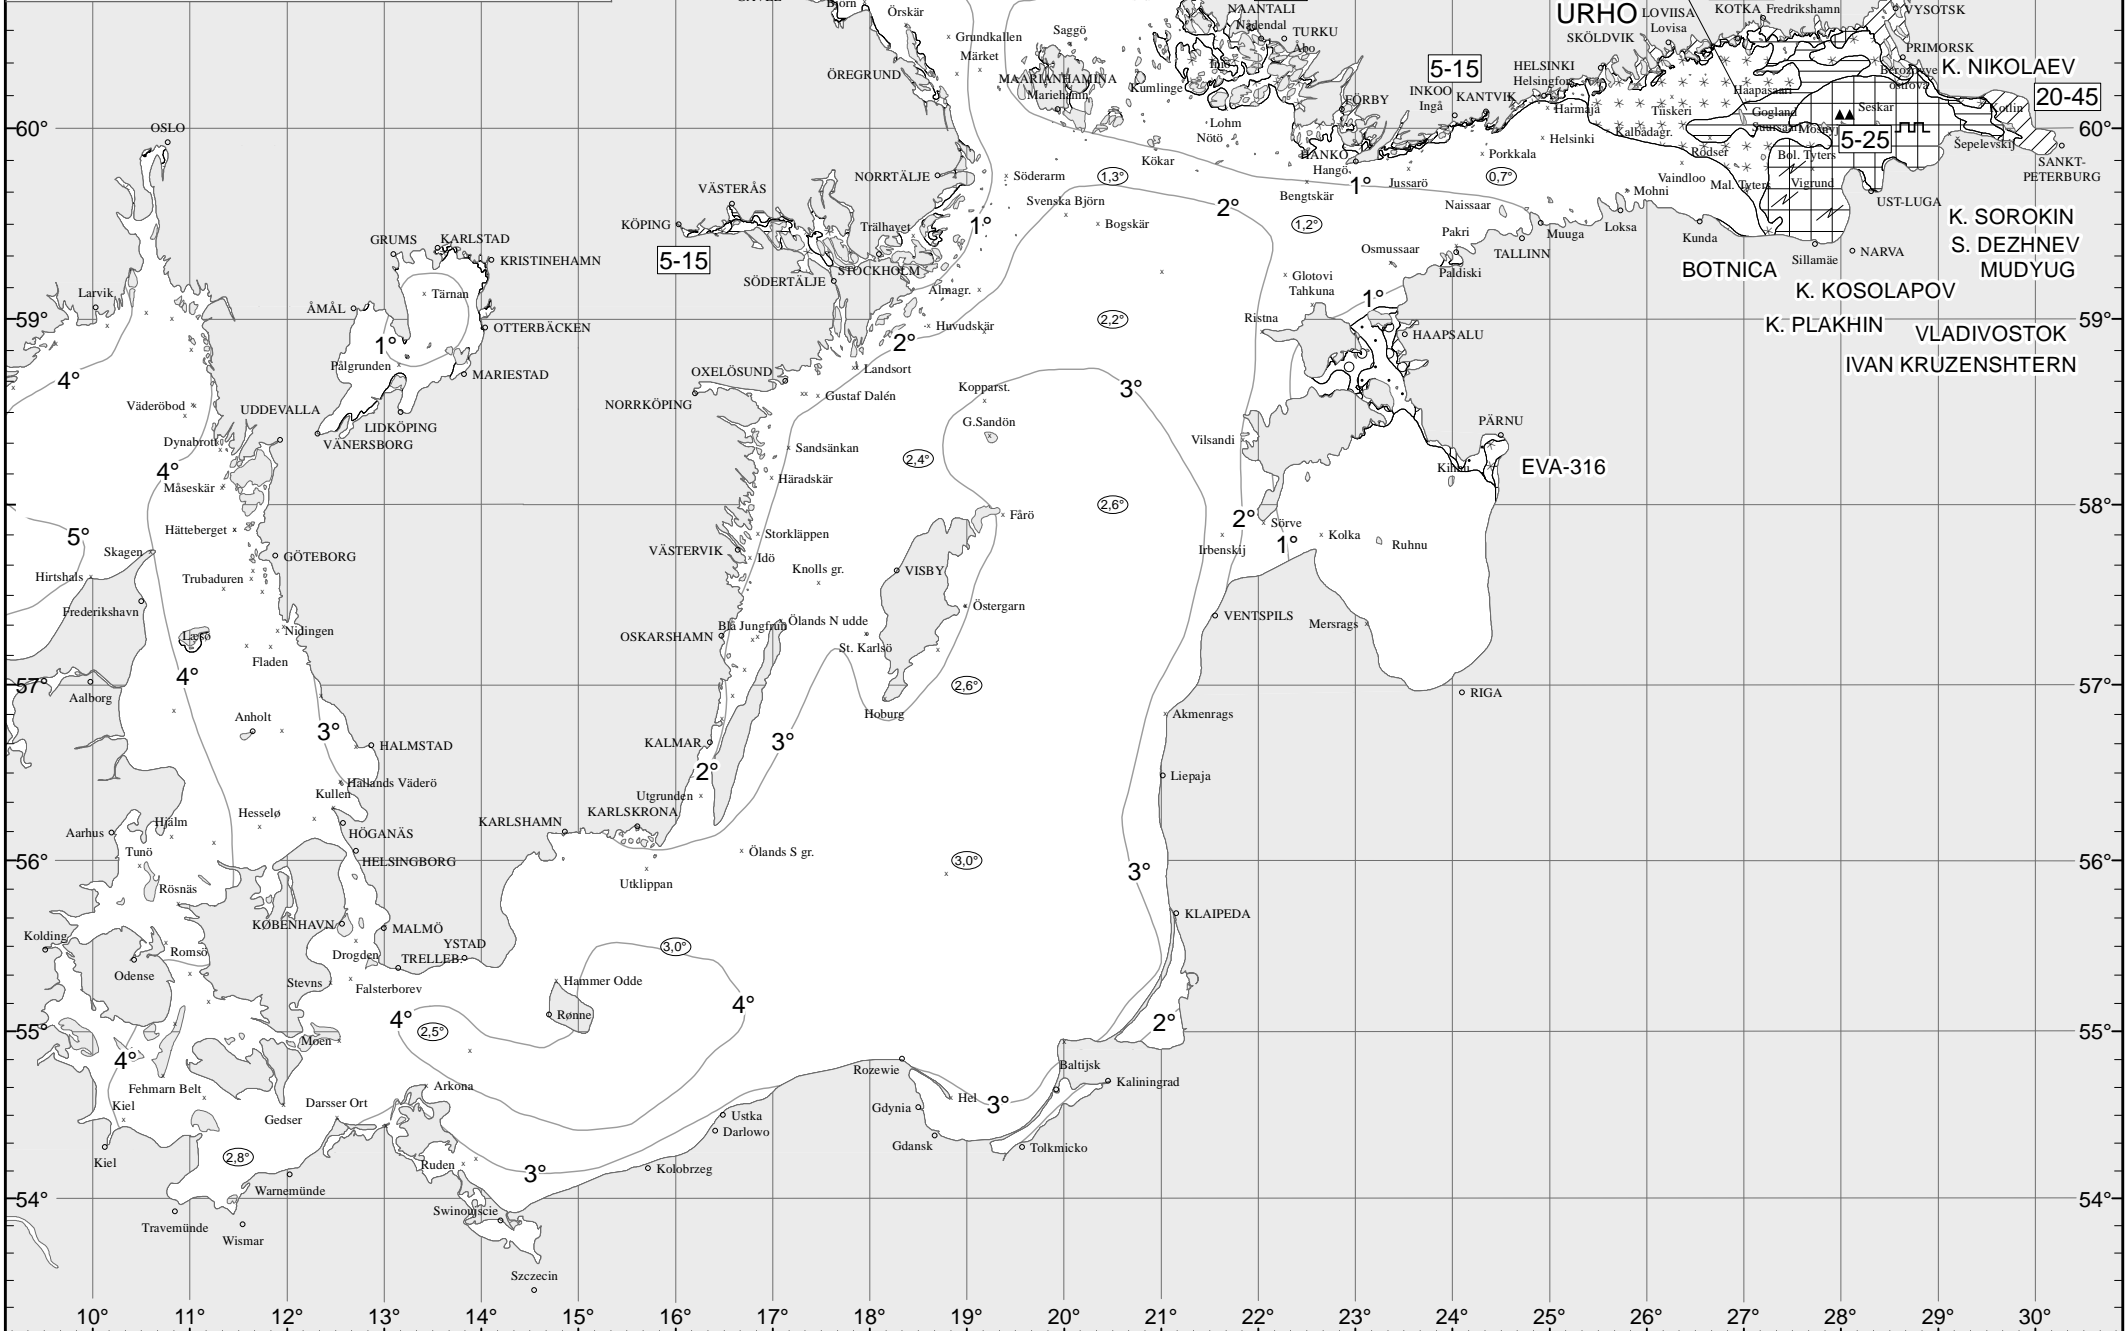 Björn
Örskär
Grundkallen
Märket
ÖREGRUND
Saggö
MAARIANHAMINA
Mariehamn
Kumlinge
NAANTALI
Nådendal
TURKU
Åbo
Lohm
Nötö
Kökar
FÖRBY
HANKO
Hangö
Bengtskär
Jussarö
5-15
INKOO
Ingå
KANTVIK
Porkkala
HELSINKI
Helsingfors
Harmaja
Helsinki
URHO
SKÖLDVIK
LOVIISA
Lovisa
KOTKA
Fredrikshamn
VYSOTSK
PRIMORSK
K. NIKOLAEV
20-45
Haapasaari
Tiiskeri
Kalbådagr.
Rödser
Vaindloo
Gogland
Suursaari
Mosnyj
Seskar
5-25
Bol. Tyters
Mal. Tyters
Vigrund
Kotlin
Šepelevskij
SANKT-
PETERBURG
UST-LUGA
K. SOROKIN
S. DEZHNEV
MUDYUG
BOTNICA
K. KOSOLAPOV
K. PLAKHIN
VLADIVOSTOK
IVAN KRUZENSHTERN
NARVA
Sillamäe
Kunda
Mohni
Loksa
Muuga
TALLINN
Naissaar
Pakri
Paldiski
Osmussaar
Glotovi
Tahkuna
Ristna
HAAPSALU
PÄRNU
EVA-316
Kihnu
Vilsandi
Sörve
Irbenskij
Kolka
Ruhnu
VENTSPILS
Mersrags
RIGA
Akmenrags
Liepaja
KLAIPEDA
60°
60°
59°
59°
58°
58°
57°
57°
56°
56°
55°
55°
54°
54°
OSLO
Larvik
KÖPING
VÄSTERÅS
5-15
NORRTÄLJE
Söderarm
Svenska Björn
Bogskär
Trälhavet
STOCKHOLM
SÖDERTÄLJE
Almagr.
Huvudskär
Landsort
OXELÖSUND
NORRKÖPING
Gustaf Dalén
Kopparst.
G.Sandön
Sandsänkan
Häradskär
Fårö
Storkläppen
VÄSTERVIK
Idö
Knolls gr.
VISBY
Östergarn
OSKARSHAMN
Blå Jungfrun
Ölands N udde
St. Karlsö
Hoburg
KALMAR
Utgrunden
KARLSKRONA
KARLSHAMN
Ölands S gr.
Utklippan
GRUMS
KARLSTAD
KRISTINEHAMN
Tärnan
ÅMÅL
OTTERBÄCKEN
Pålgrunden
MARIESTAD
LIDKÖPING
VÄNERSBORG
UDDEVALLA
Väderöbod
Dynabrott
Måseskär
Hätteberget
GÖTEBORG
Trubaduren
Skagen
Hirtshals
Frederikshavn
Læsø
Nidingen
Fladen
Aalborg
Anholt
HALMSTAD
Hallands Väderö
Kullen
Hesselø
Hjälm
Aarhus
HÖGANÄS
HELSINGBORG
Tunö
Rösnäs
KØBENHAVN
MALMÖ
Kolding
Odense
Romsö
Drogden
TRELLEB
YSTAD
Stevns
Falsterborev
Hammer Odde
Rønne
Moen
Fehmarn Belt
Kiel
Kiel
Gedser
Darsser Ort
Arkona
Ruden
Warnemünde
Travemünde
Wismar
Swinoujscie
Szczecin
Kolobrzeg
Ustka
Darlowo
Rozewie
Hel
Gdynia
Gdansk
Tolkmicko
Baltijsk
Kaliningrad
1°
1°
1°
1°
1°
2°
2°
2°
2°
2°
3°
3°
3°
3°
3°
3°
4°
4°
4°
4°
4°
4°
5°
1,3°
0,7°
1,2°
2,2°
2,4°
2,6°
2,6°
3,0°
3,0°
2,5°
2,8°
10° 11° 12° 13° 14° 15° 16° 17° 18° 19° 20° 21° 22° 23° 24° 25° 26° 27° 28° 29° 30°